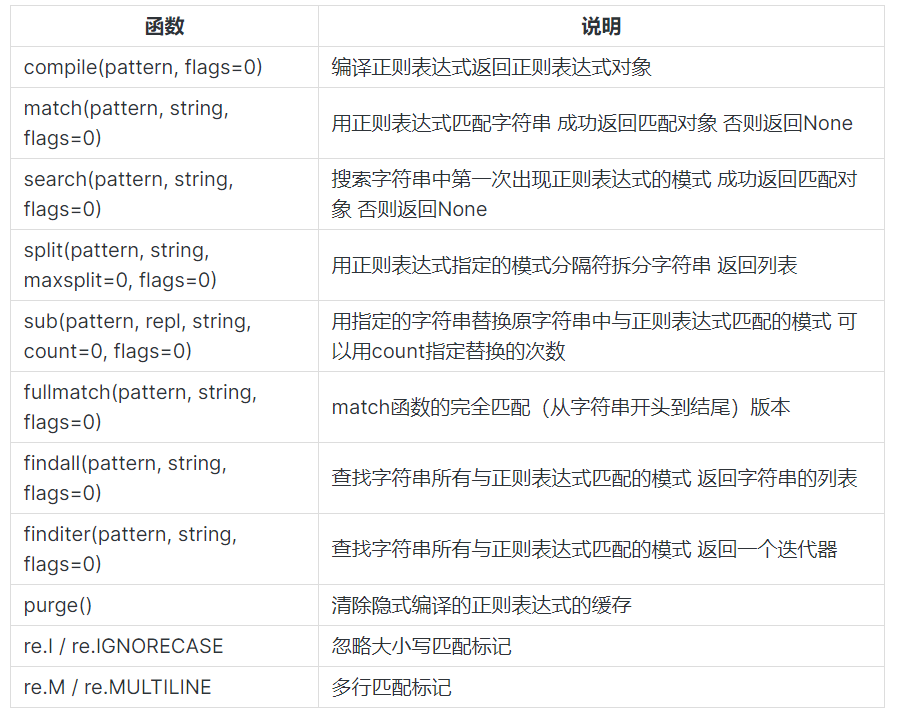 函数 说明
compile(pattern, flags=0) 编译正则表达式返回正则表达式对象
match(pattern, string,
flags=0)
用正则表达式匹配字符串 成功返回匹配对象 否则返回None
search(pattern, string,
flags=0)
搜索字符串中第一次出现正则表达式的模式 成功返回匹配对
象 否则返回None
split(pattern, string,
maxsplit=0, flags=0)
用正则表达式指定的模式分隔符拆分字符串 返回列表
sub(pattern, repl, string,
count=0, flags=0)
用指定的字符串替换原字符串中与正则表达式匹配的模式 可
以用count指定替换的次数
fullmatch(pattern, string,
flags=0)
match函数的完全匹配（从字符串开头到结尾）版本
findall(pattern, string,
flags=0)
查找字符串所有与正则表达式匹配的模式 返回字符串的列表
finditer(pattern, string,
flags=0)
查找字符串所有与正则表达式匹配的模式 返回一个迭代器
purge() 清除隐式编译的正则表达式的缓存
re.I / re.IGNORECASE 忽略大小写匹配标记
re.M / re.MULTILINE 多行匹配标记